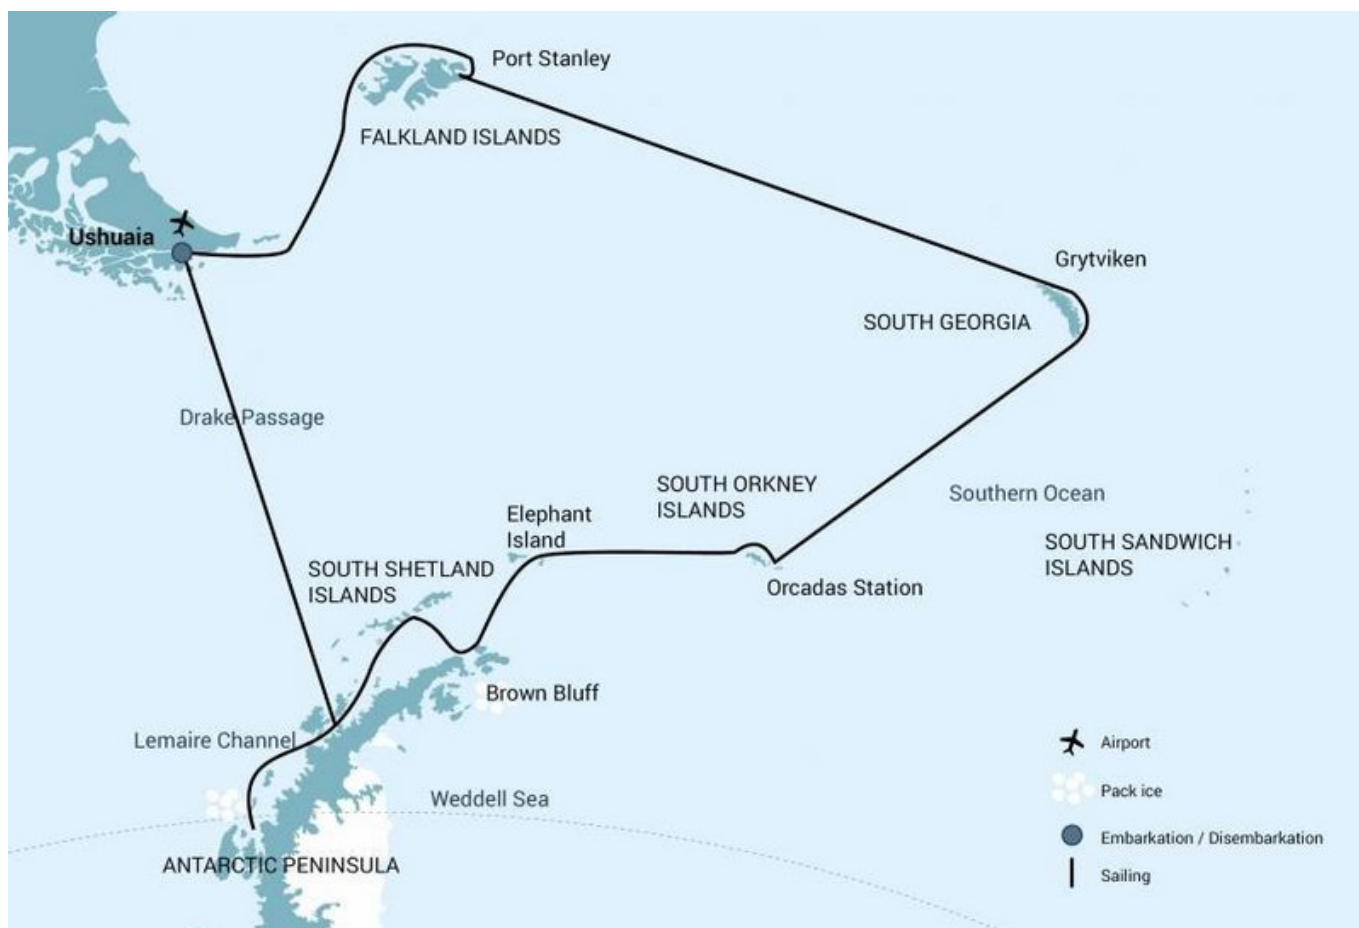 Port Stanley
FALKLAND ISLANDS
Ushuaia
Grytviken
SOUTH GEORGIA
Drake Passage
SOUTH ORKNEY
ISLANDS
Southern Ocean
Elephant
Island
SOUTH SANDWICH
ISLANDS
SOUTH SHETLAND
ISLANDS
Orcadas Station
Brown Bluff
Lemaire Channel
Weddell Sea
ANTARCTIC PENINSULA
Airport
Pack ice
Embarkation / Disembarkation
Sailing